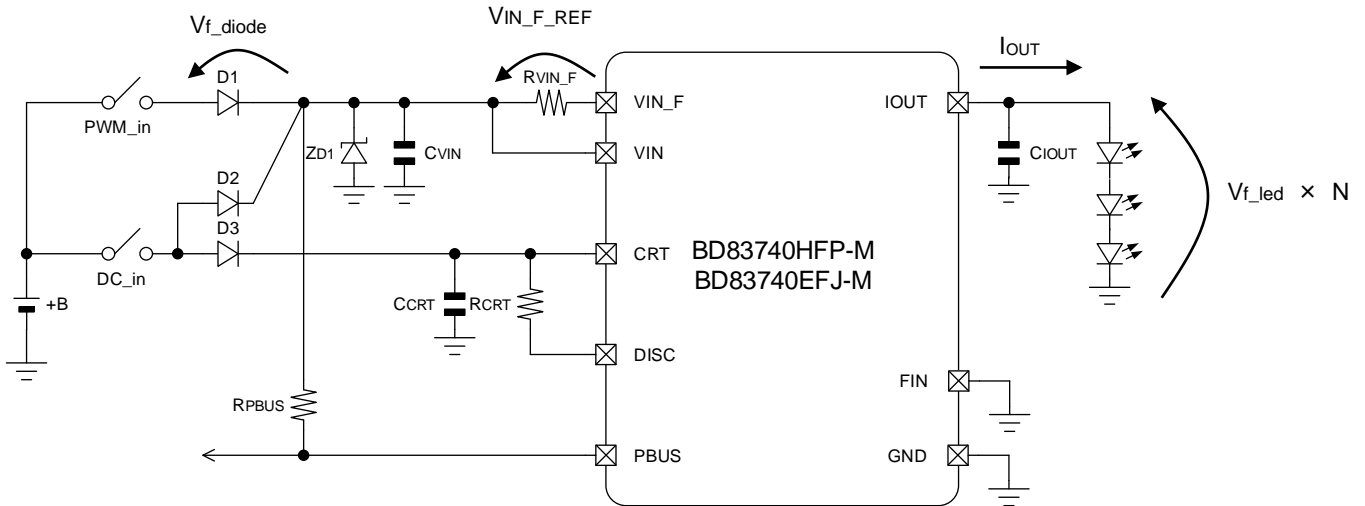 Vf_diode
VIN_F_REF
IOUT
D1
RVIN_F
VIN_F
IOUT
PWM_in
ZD1
CVIN
VIN
CIOUT
D2
Vf_led × N
D3
DC_in
CRT
BD83740HFP-M
BD83740EFJ-M
+B
CCRT
RCRT
DISC
FIN
RPBUS
PBUS
GND